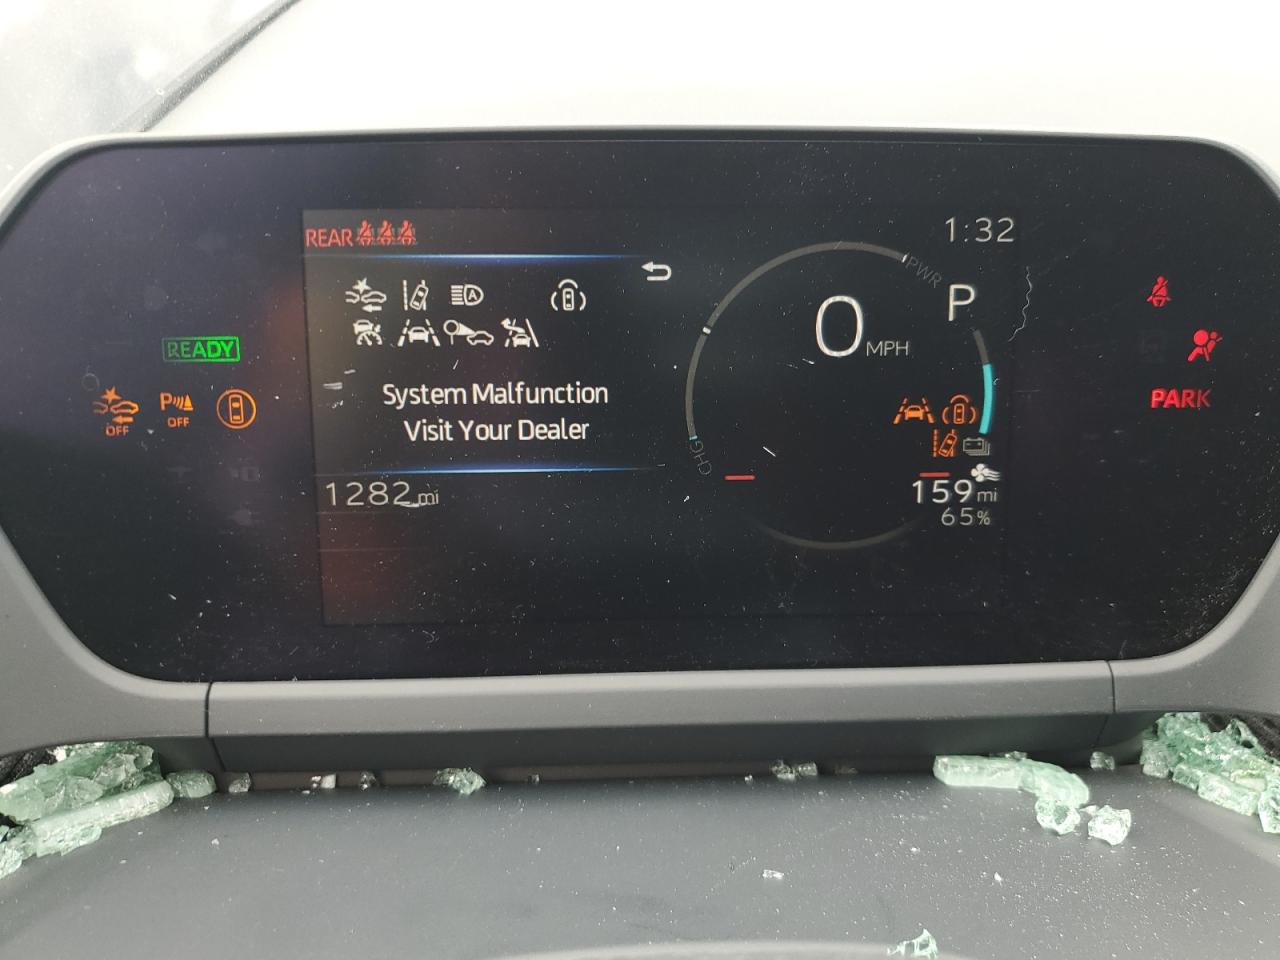 REAR
1:32
PWR
P
0 MPH
READY
System Malfunction
Visit Your Dealer
OFF
P OFF
A
PARK
CHG
1282 mi
159 mi
65%